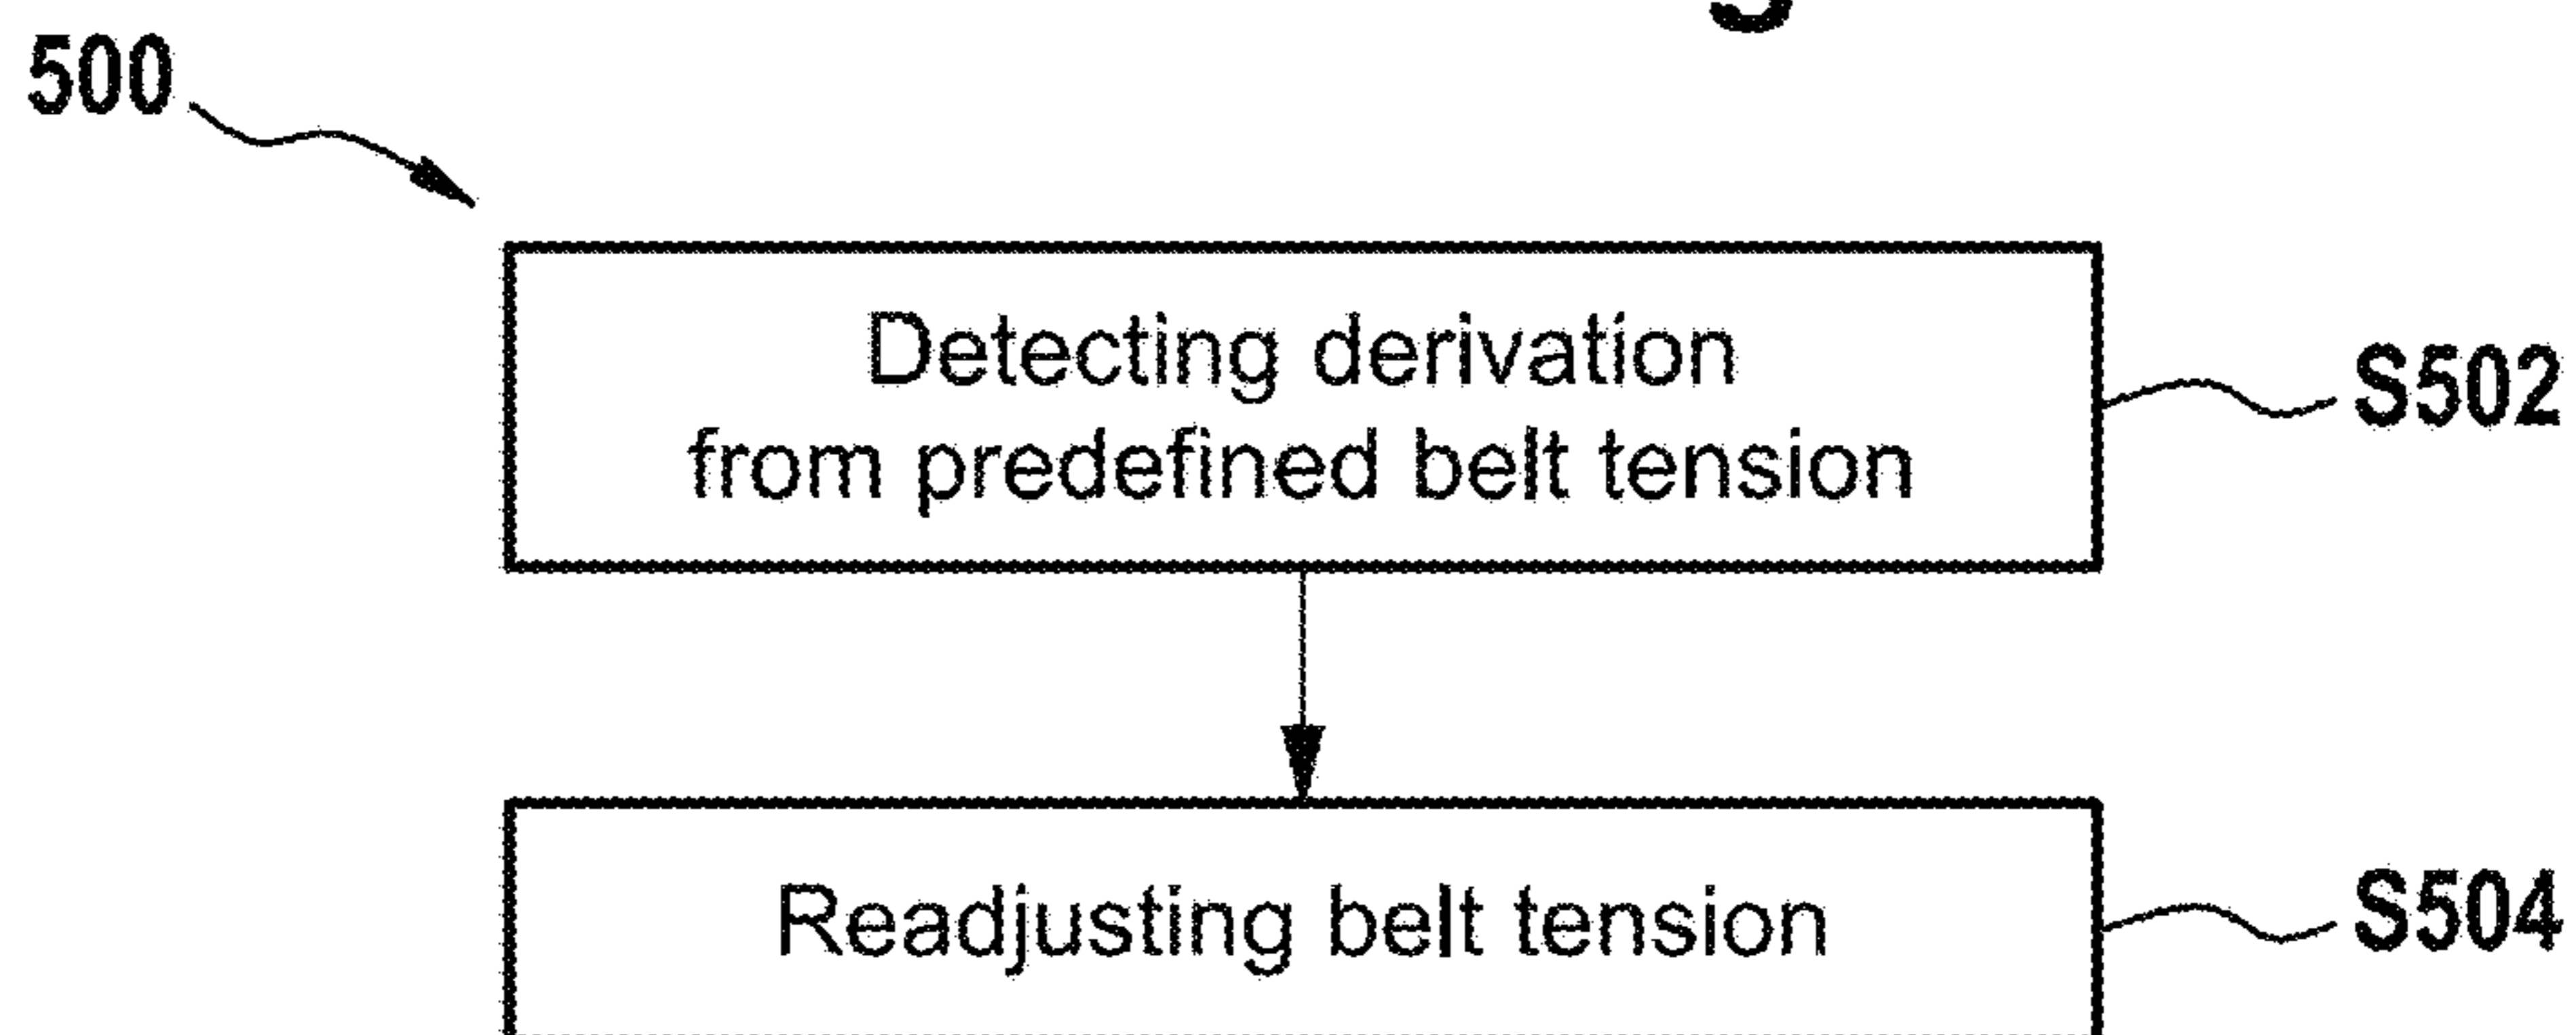 500
Detecting derivation
from predefined belt tension
S502
Readjusting belt tension
S504